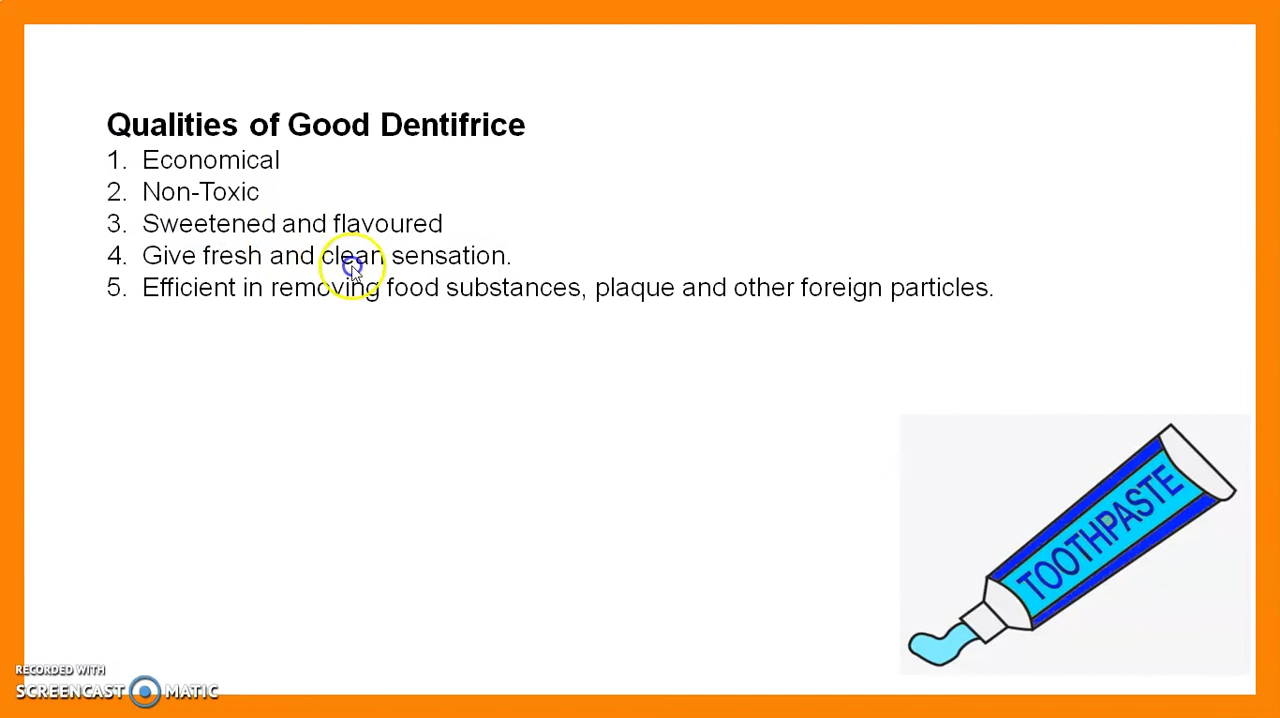 Qualities of Good Dentifrice
1. Economical
2. Non-Toxic
3. Sweetened and flavoured
4. Give fresh and clean sensation.
5. Efficient in removing food substances, plaque and other foreign particles.
TOOTHPASTE
RECORDED WITH
SCREENCAST MATIC